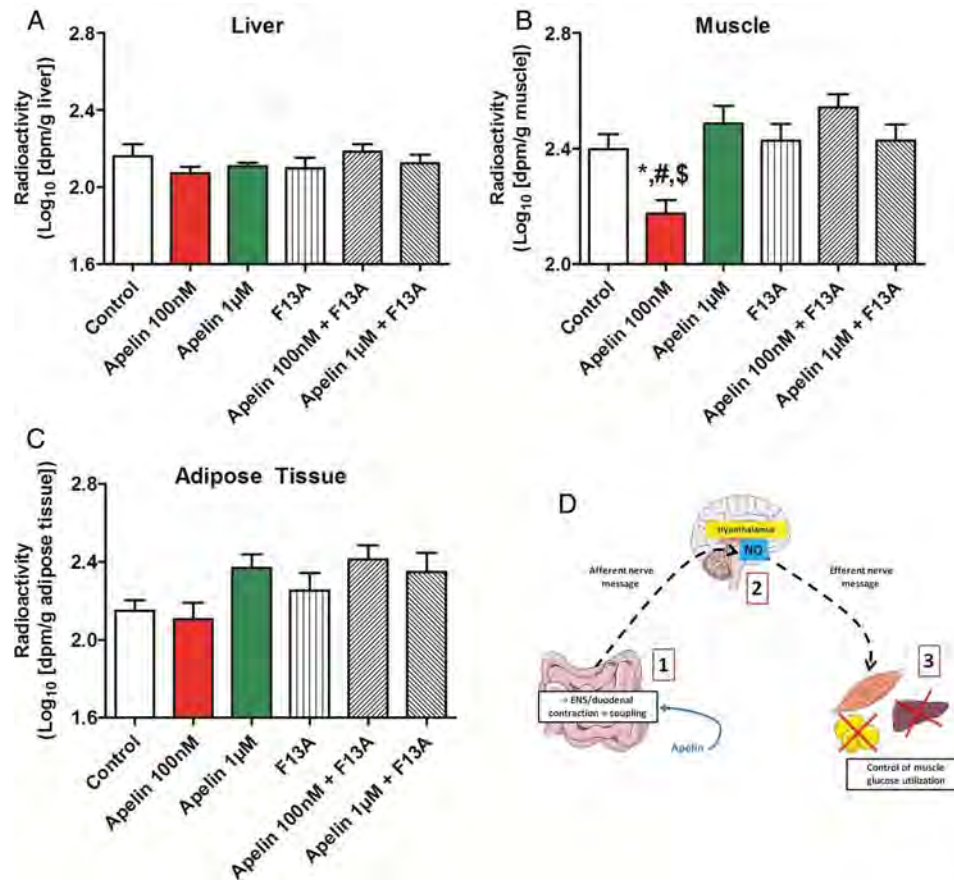 A
Liver
Radioactivity
(Log10 [dpm/g liver])
2.8
2.4
2.0
1.6
Control
Apelin 100nM
Apelin 1µM
F13A
Apelin 100nM + F13A
Apelin 1µM + F13A
B
Muscle
Radioactivity
(Log10 [dpm/g muscle])
2.8
2.4
2.0
*,#,$
Control
Apelin 100nM
Apelin 1µM
F13A
Apelin 100nM + F13A
Apelin 1µM + F13A
C
Adipose Tissue
Radioactivity
(Log10 [dpm/g adipose tissue])
2.8
2.4
2.0
1.6
Control
Apelin 100nM
Apelin 1µM
F13A
Apelin 100nM + F13A
Apelin 1µM + F13A
D
Hypothalamus
NO
Afferent nerve
message
Efferent nerve
message
2
1
3
ENS/duodenal
contraction « coupling
Apelin
Control of muscle
glucose utilization